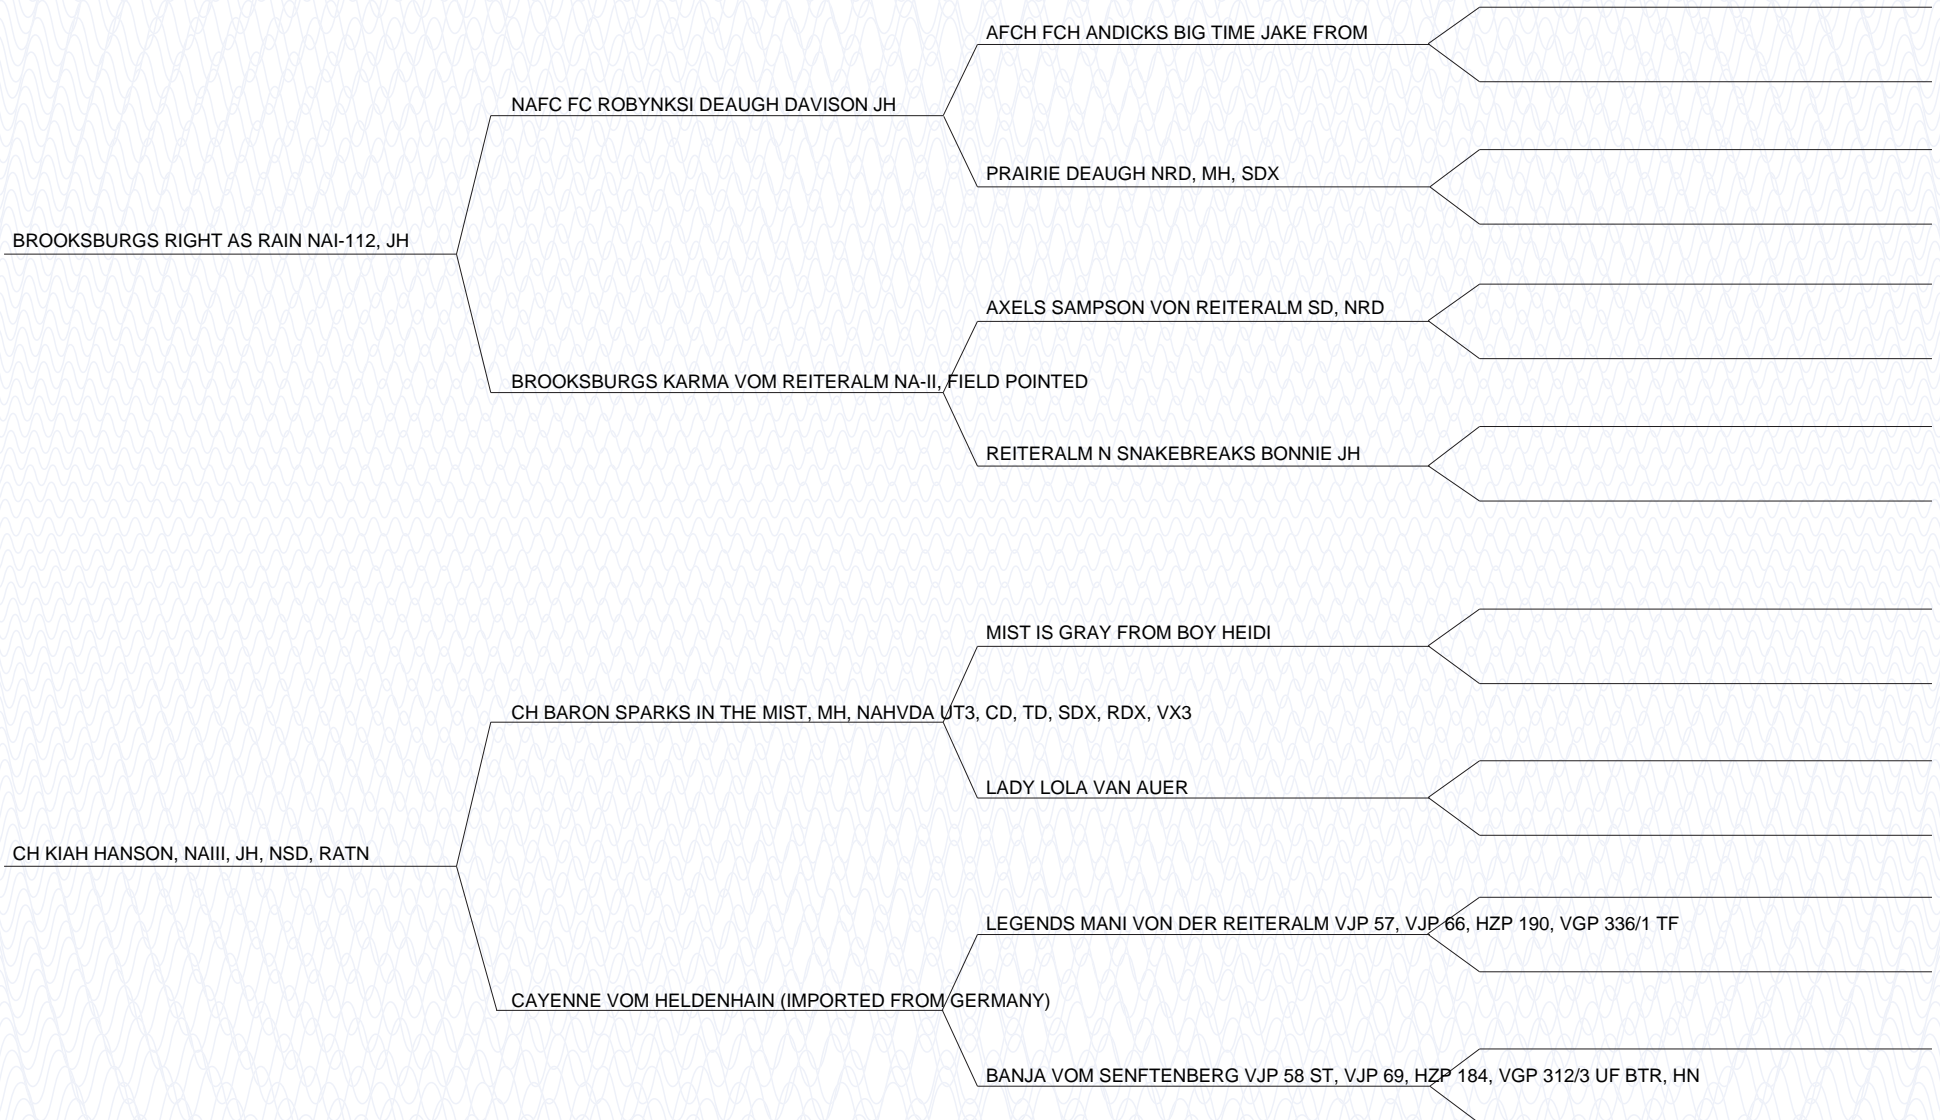 AFCH FCH ANDICKS BIG TIME JAKE FROM
NAFC FC ROBYNKSI DEAUGH DAVISON JH
PRAIRIE DEAUGH NRD, MH, SDX
BROOKSBURGS RIGHT AS RAIN NAI-112, JH
AXELS SAMPSON VON REITERALM SD, NRD
BROOKSBURGS KARMA VOM REITERALM NA-II, FIELD POINTED
REITERALM N SNAKEBREAKS BONNIE JH
MIST IS GRAY FROM BOY HEIDI
CH BARON SPARKS IN THE MIST, MH, NAHVDA UT3, CD, TD, SDX, RDX, VX3
LADY LOLA VAN AUER
CH KIAH HANSON, NAIII, JH, NSD, RATN
LEGENDS MANI VON DER REITERALM VJP 57, VJP 66, HZP 190, VGP 336/1 TF
CAYENNE VOM HELDENHAIN (IMPORTED FROM GERMANY)
BANJA VOM SENFTENBERG VJP 58 ST, VJP 69, HZP 184, VGP 312/3 UF BTR, HN